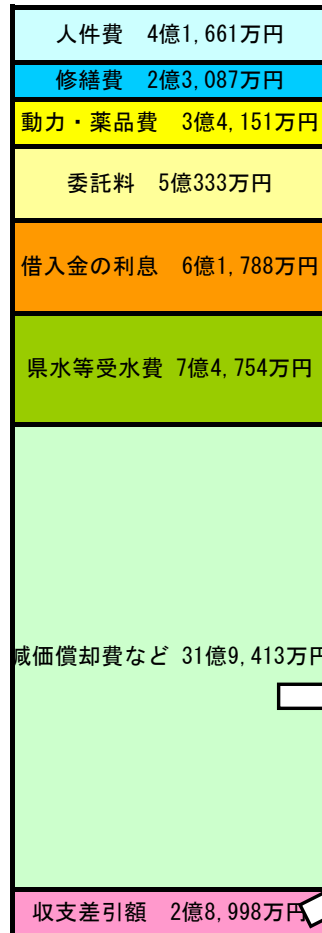 人件費　4億1,661万円
修繕費　2億3,087万円
動力・薬品費　3億4,151万円
委託料　5億333万円
借入金の利息　6億1,788万円
県水等受水費 7億4,754万円
減価償却費など 31億9,413万円
収支差引額　2億8,998万円